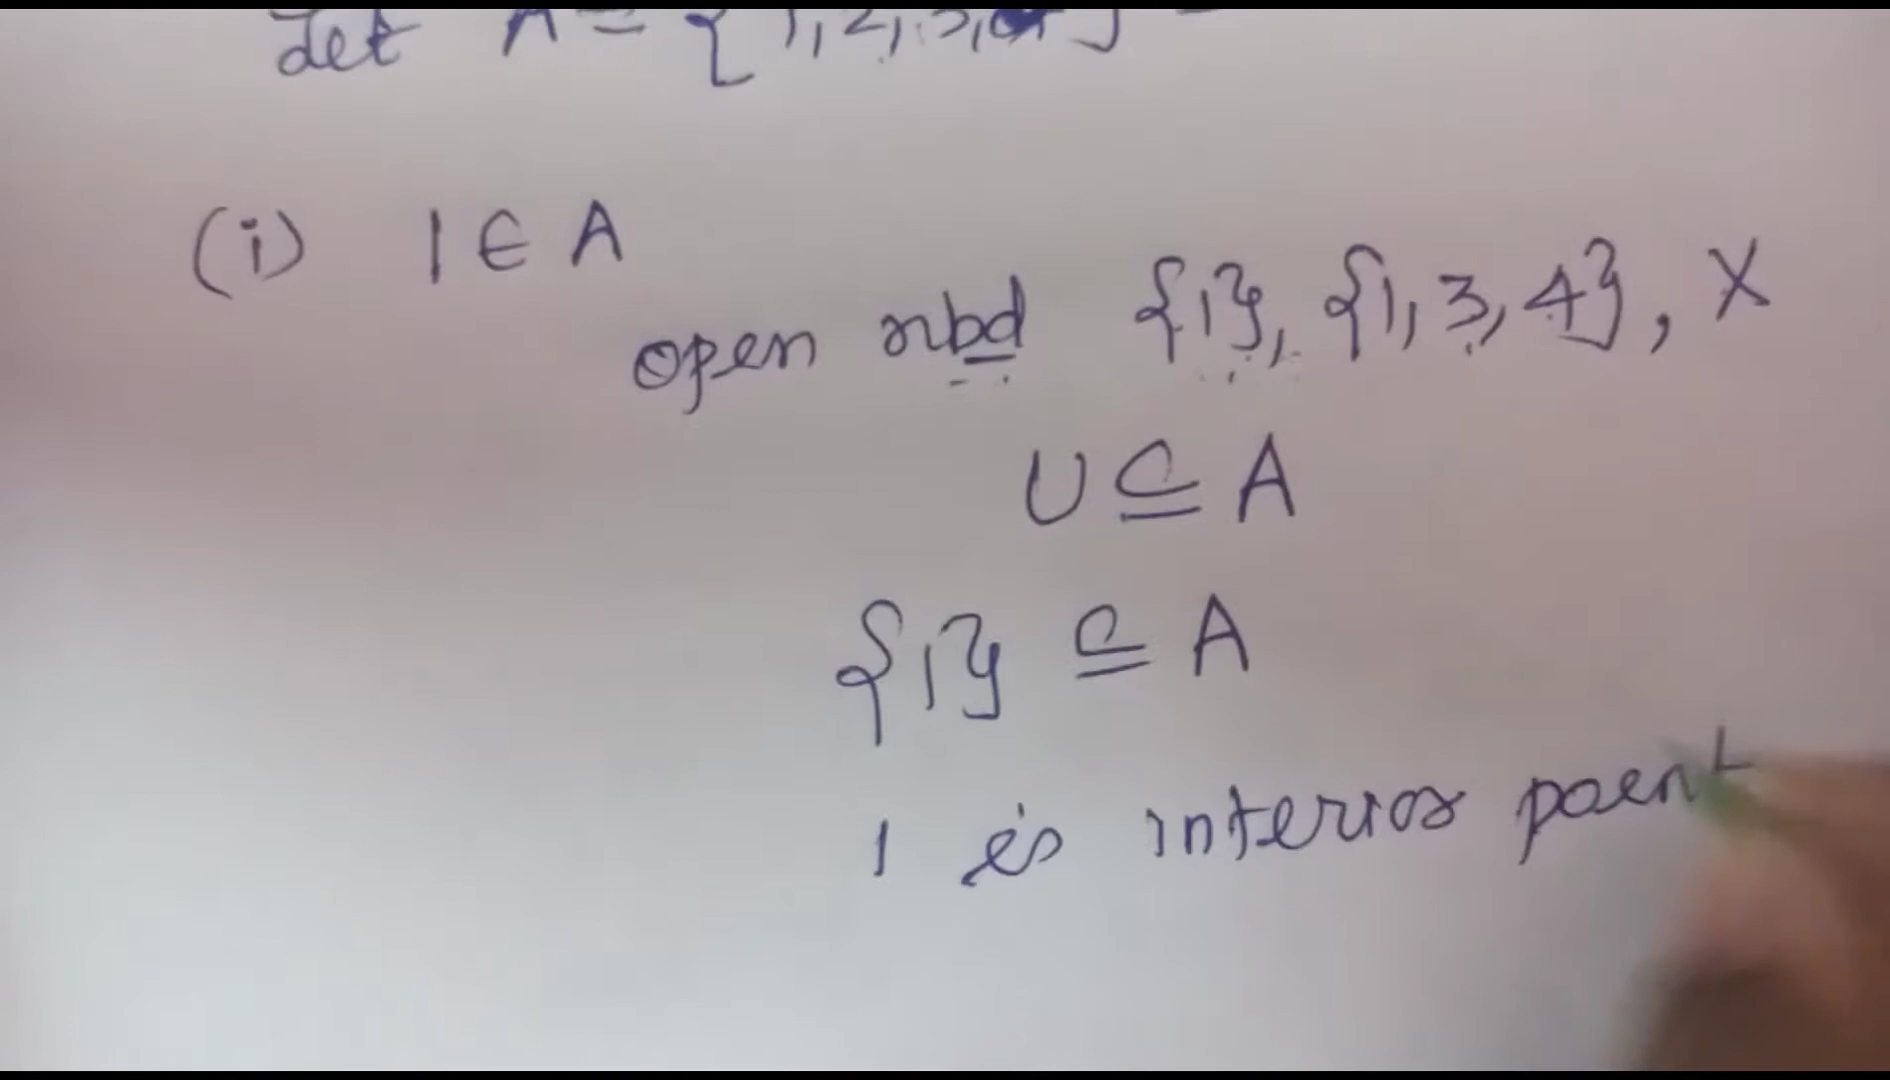 Let A = { 1, 2, 3,
(i) 1 ∈ A
open nbd {1}, {1, 3, 4}, X
U ⊆ A
{1} ⊆ A
1 is interior point